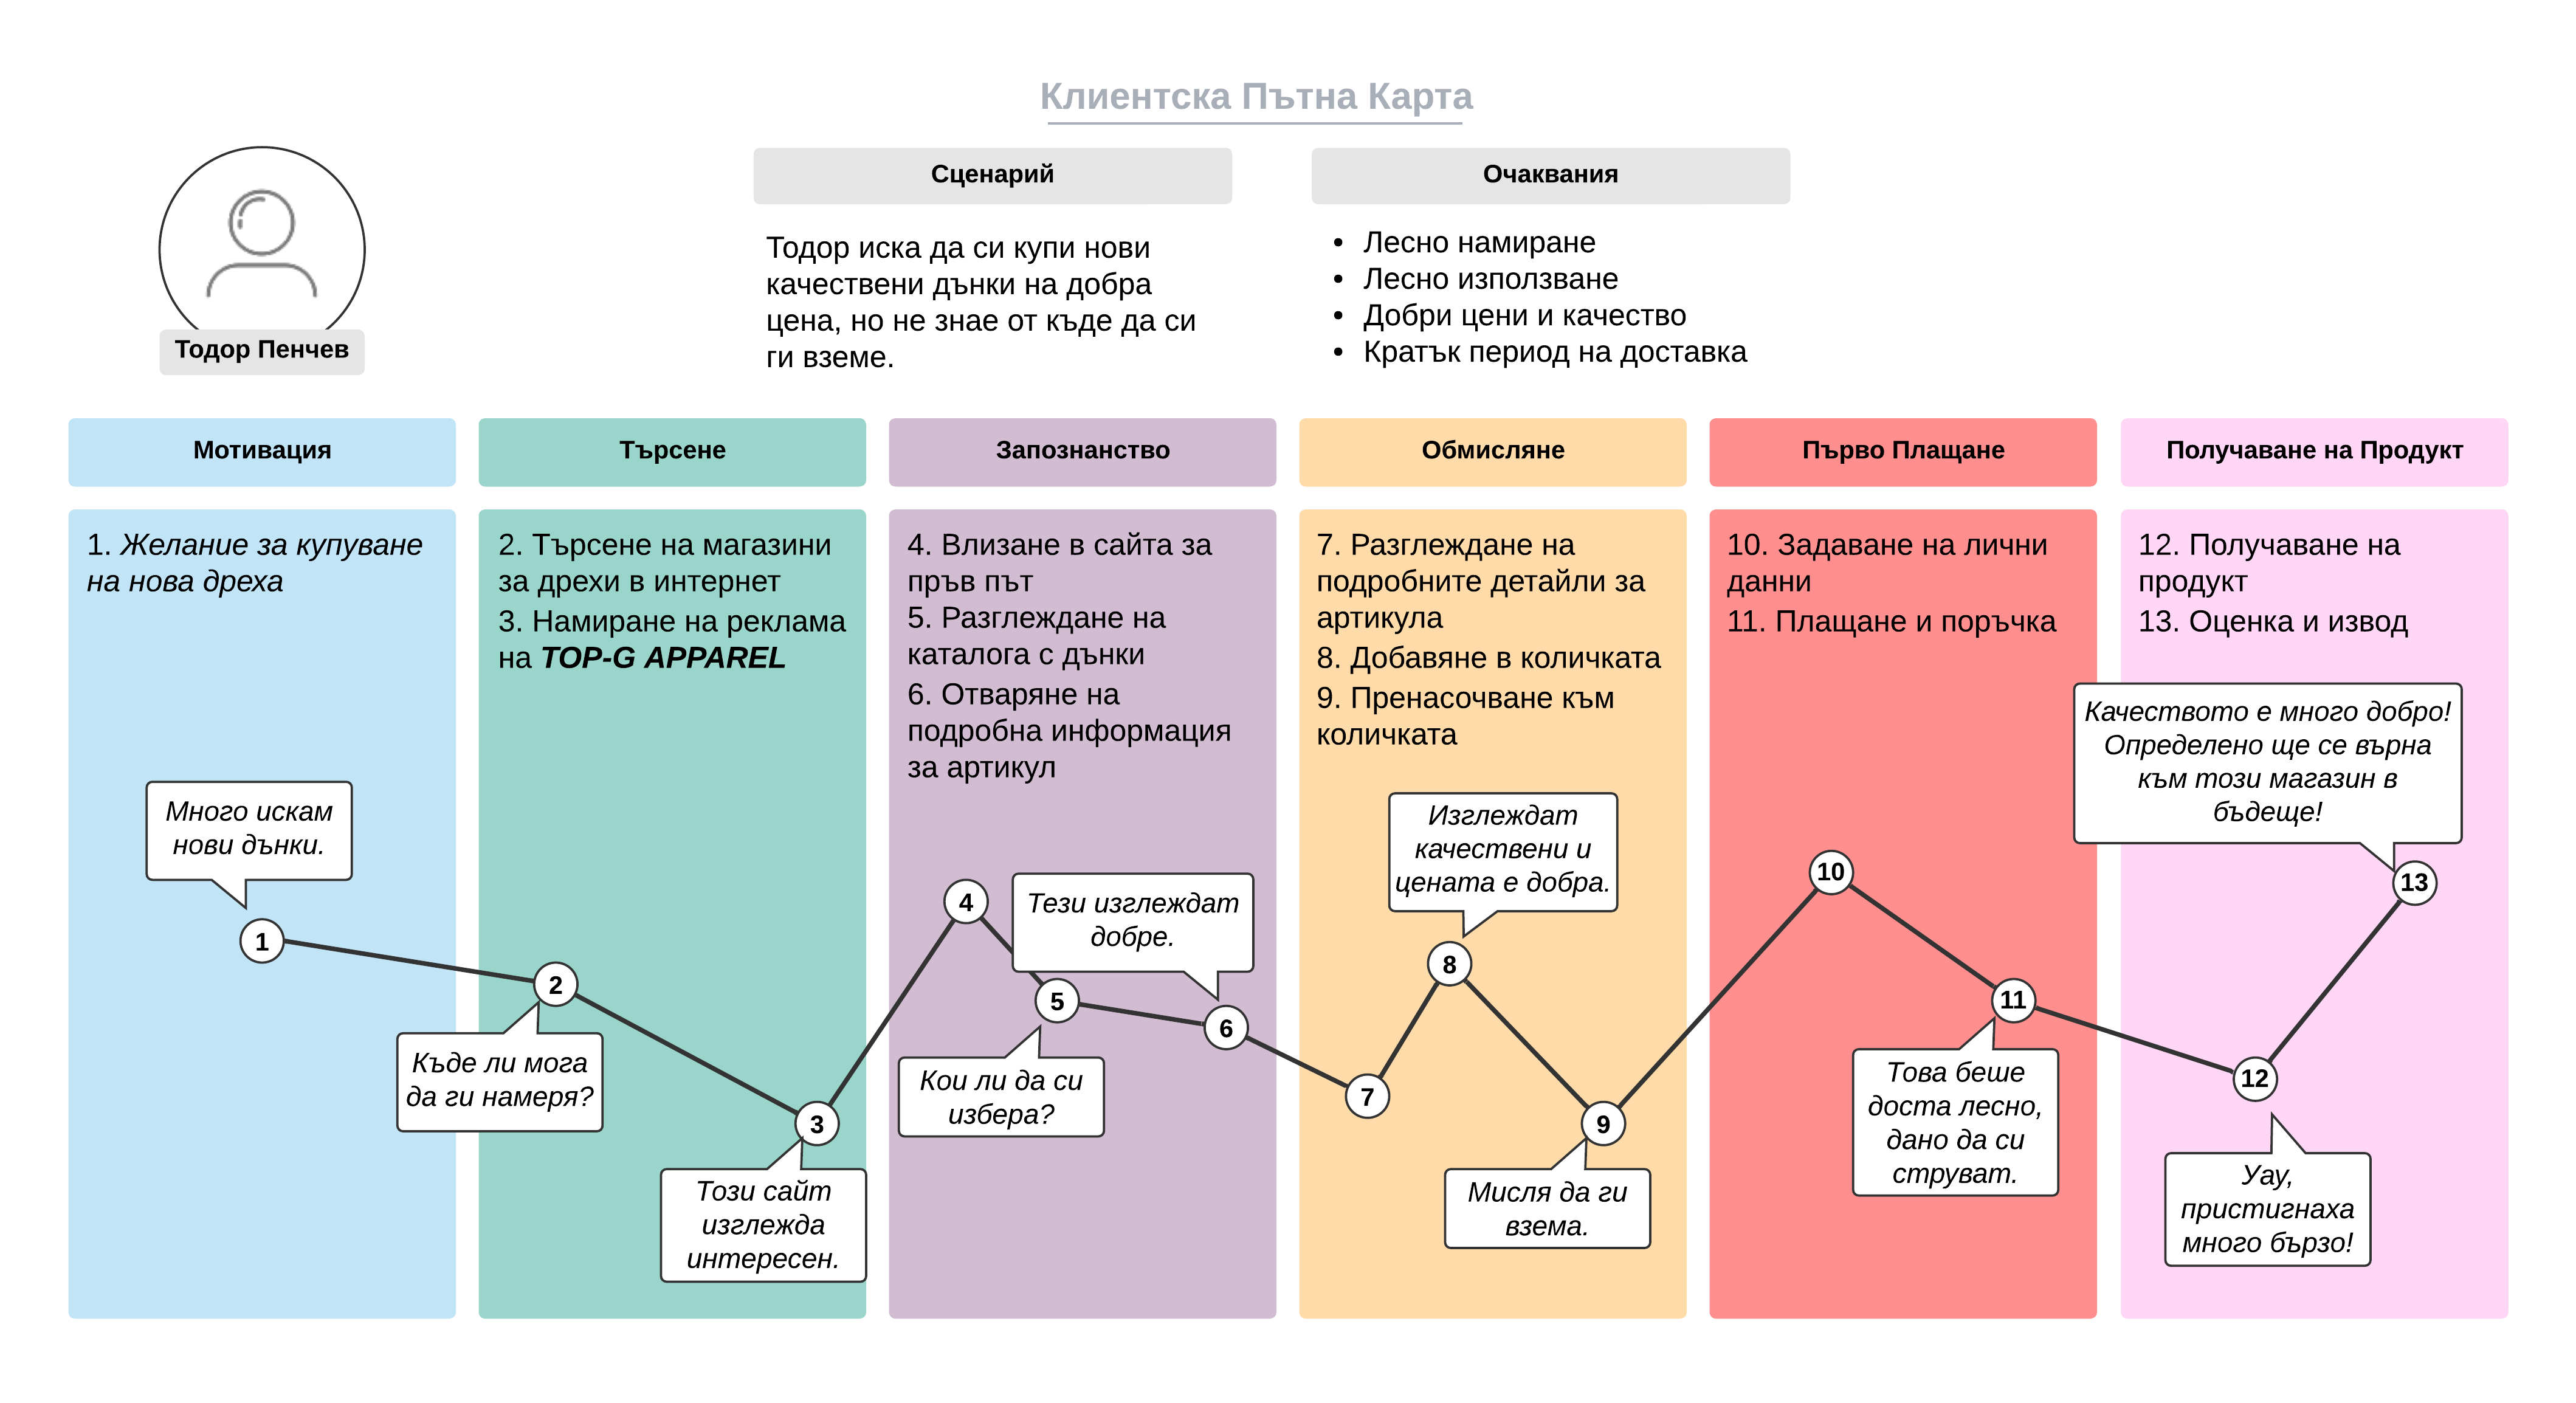 Клиентска Пътна Карта
Тодор Пенчев
Сценарий
Тодор иска да си купи нови
качествени дънки на добра
цена, но не знае от къде да си
ги вземе.
Очаквания
• Лесно намиране
• Лесно използване
• Добри цени и качество
• Кратък период на доставка
Мотивация
1. Желание за купуване
на нова дреха
Много искам
нови дънки.
1
Търсене
2. Търсене на магазини
за дрехи в интернет
3. Намиране на реклама
на TOP-G APPAREL
2
Къде ли мога
да ги намеря?
3
Този сайт
изглежда
интересен.
Запознанство
4. Влизане в сайта за
пръв път
5. Разглеждане на
каталога с дънки
6. Отваряне на
подробна информация
за артикул
4
Тези изглеждат
добре.
5
6
Кои ли да си
избера?
Обмисляне
7. Разглеждане на
подробните детайли за
артикула
8. Добавяне в количката
9. Пренасочване към
количката
Изглеждат
качествени и
цената е добра.
8
7
9
Мисля да ги
взема.
Първо Плащане
10. Задаване на лични
данни
11. Плащане и поръчка
10
11
Това беше
доста лесно,
дано да си
струват.
Получаване на Продукт
12. Получаване на
продукт
13. Оценка и извод
Качеството е много добро!
Определено ще се върна
към този магазин в
бъдеще!
13
12
Уау,
пристигнаха
много бързо!